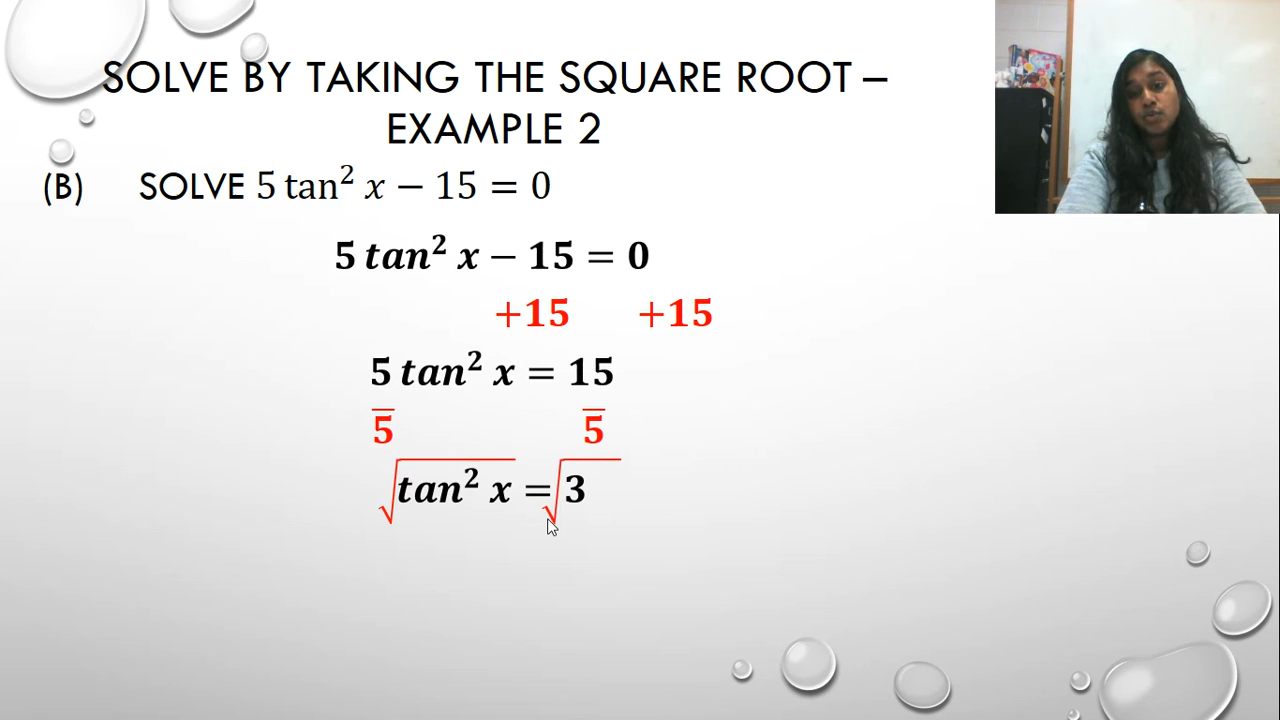 SOLVE BY TAKING THE SQUARE ROOT –
EXAMPLE 2
(B) SOLVE 5 tan² x − 15 = 0
5 tan² x − 15 = 0
+15 +15
5 tan² x = 15
5 5
√tan² x = √3